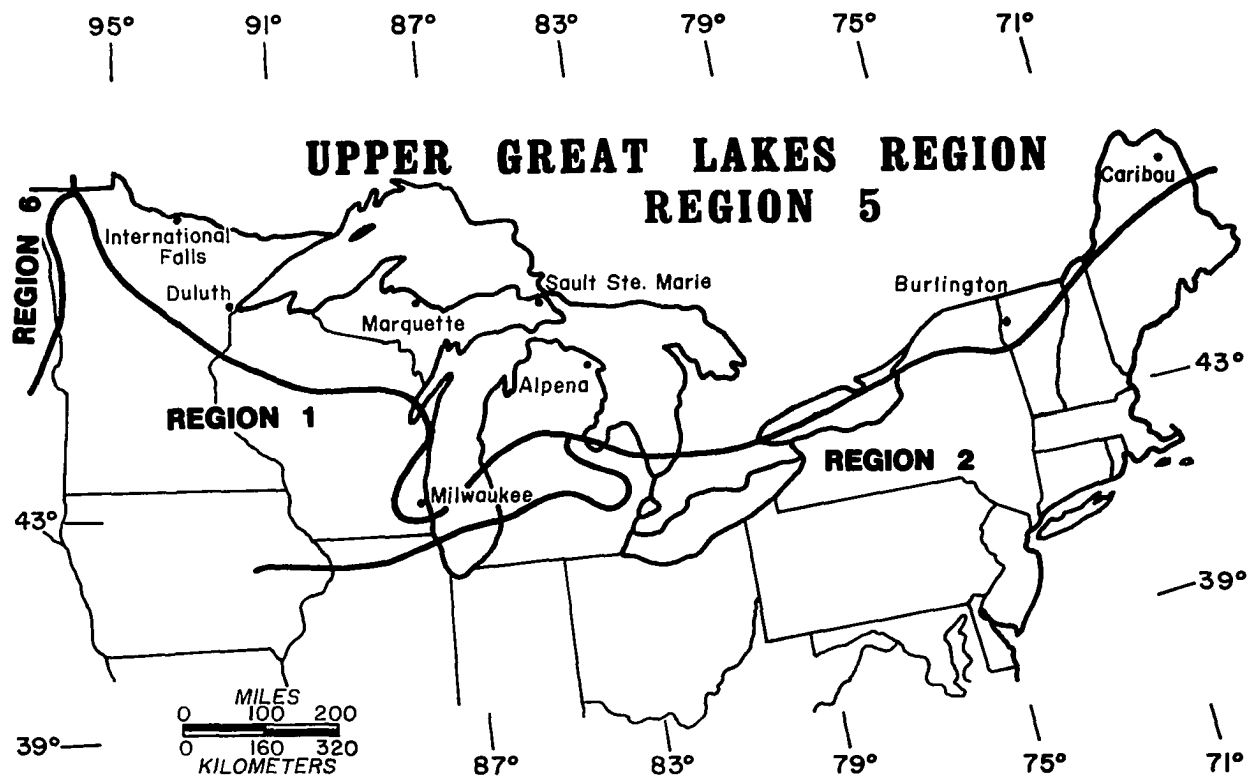 95° 91° 87° 83° 79° 75° 71°
UPPER GREAT LAKES REGION
REGION 5
Caribou
REGION 6
International
Falls
Sault Ste. Marie
Burlington
Duluth
Marquette
43°
Alpena
REGION 1
REGION 2
Milwaukee
43°
39°
MILES
0 100 200
0 160 320
KILOMETERS
39°
87° 83° 79° 75° 71°